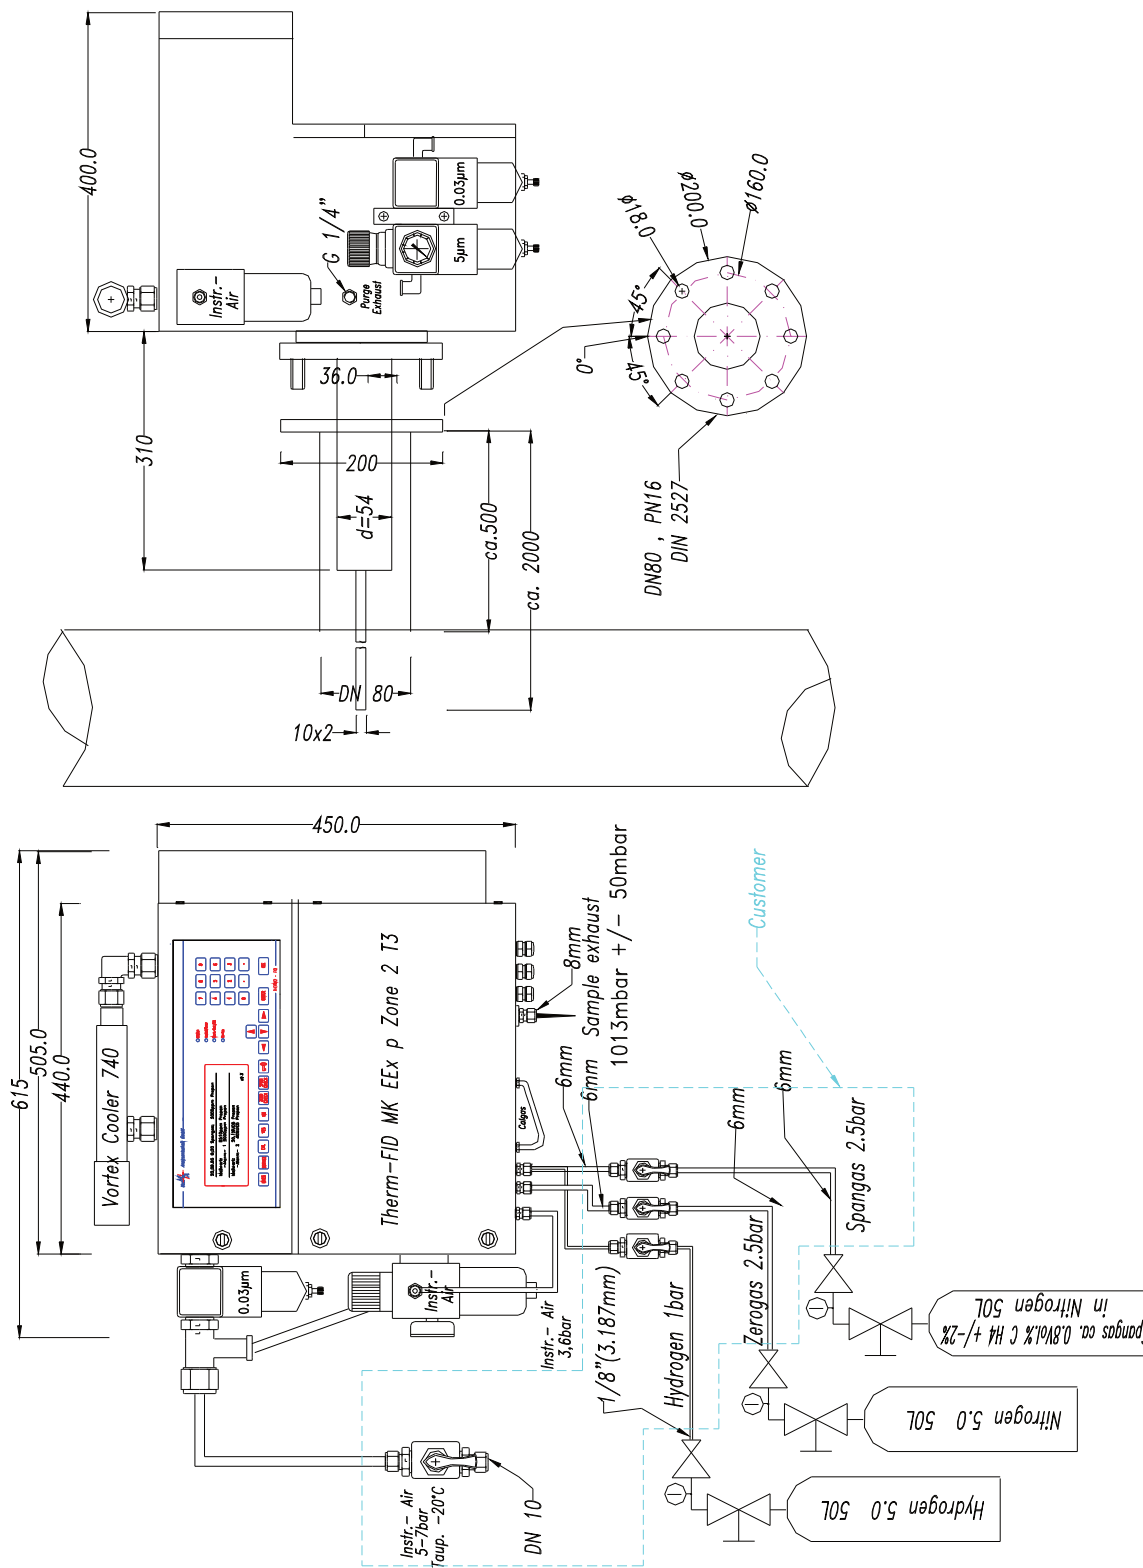 400.0
G 1/4"
Instr.-
Air
Purge
Exhaust
0.03µm
5µm
ø18.0
ø200.0
ø160.0
45°
0°
45°
36.0
310
200
d=54
ca.500
ca. 2000
DN80 , PN16
DIN 2527
DN 80
10x2
450.0
615
505.0
440.0
Vortex Cooler 740
Therm-FID MK EEx p Zone 2 T3
8mm
Sample exhaust
1013mbar +/- 50mbar
Customer
Calgas
6mm
6mm
6mm
6mm
Spangas 2.5bar
Zerogas 2.5bar
Hydrogen 1bar
1/8"(3.187mm)
0.03µm
Instr.-
Air
Instr.- Air
3,6bar
Instr.- Air
5-7bar
Taup. -20°C
DN 10
pangas ca. 0.8Vol.% C H4 +/-2%
in Nitrogen 50L
Nitrogen 5.0 50L
Hydrogen 5.0 50L